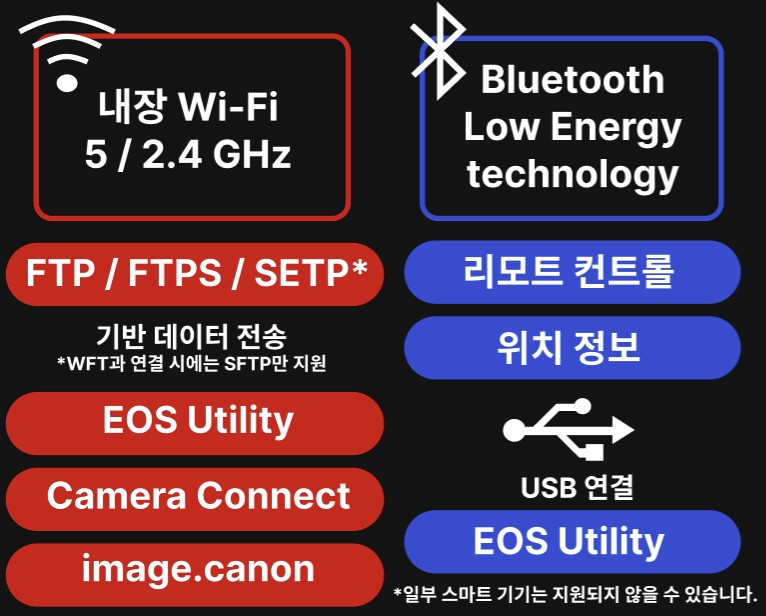 내장 Wi-Fi
5 / 2.4 GHz
FTP / FTPS / SETP*
기반 데이터 전송
*WFT과 연결 시에는 SFTP만 지원
EOS Utility
Camera Connect
image.canon
Bluetooth
Low Energy
technology
리모트 컨트롤
위치 정보
USB 연결
EOS Utility
*일부 스마트 기기는 지원되지 않을 수 있습니다.